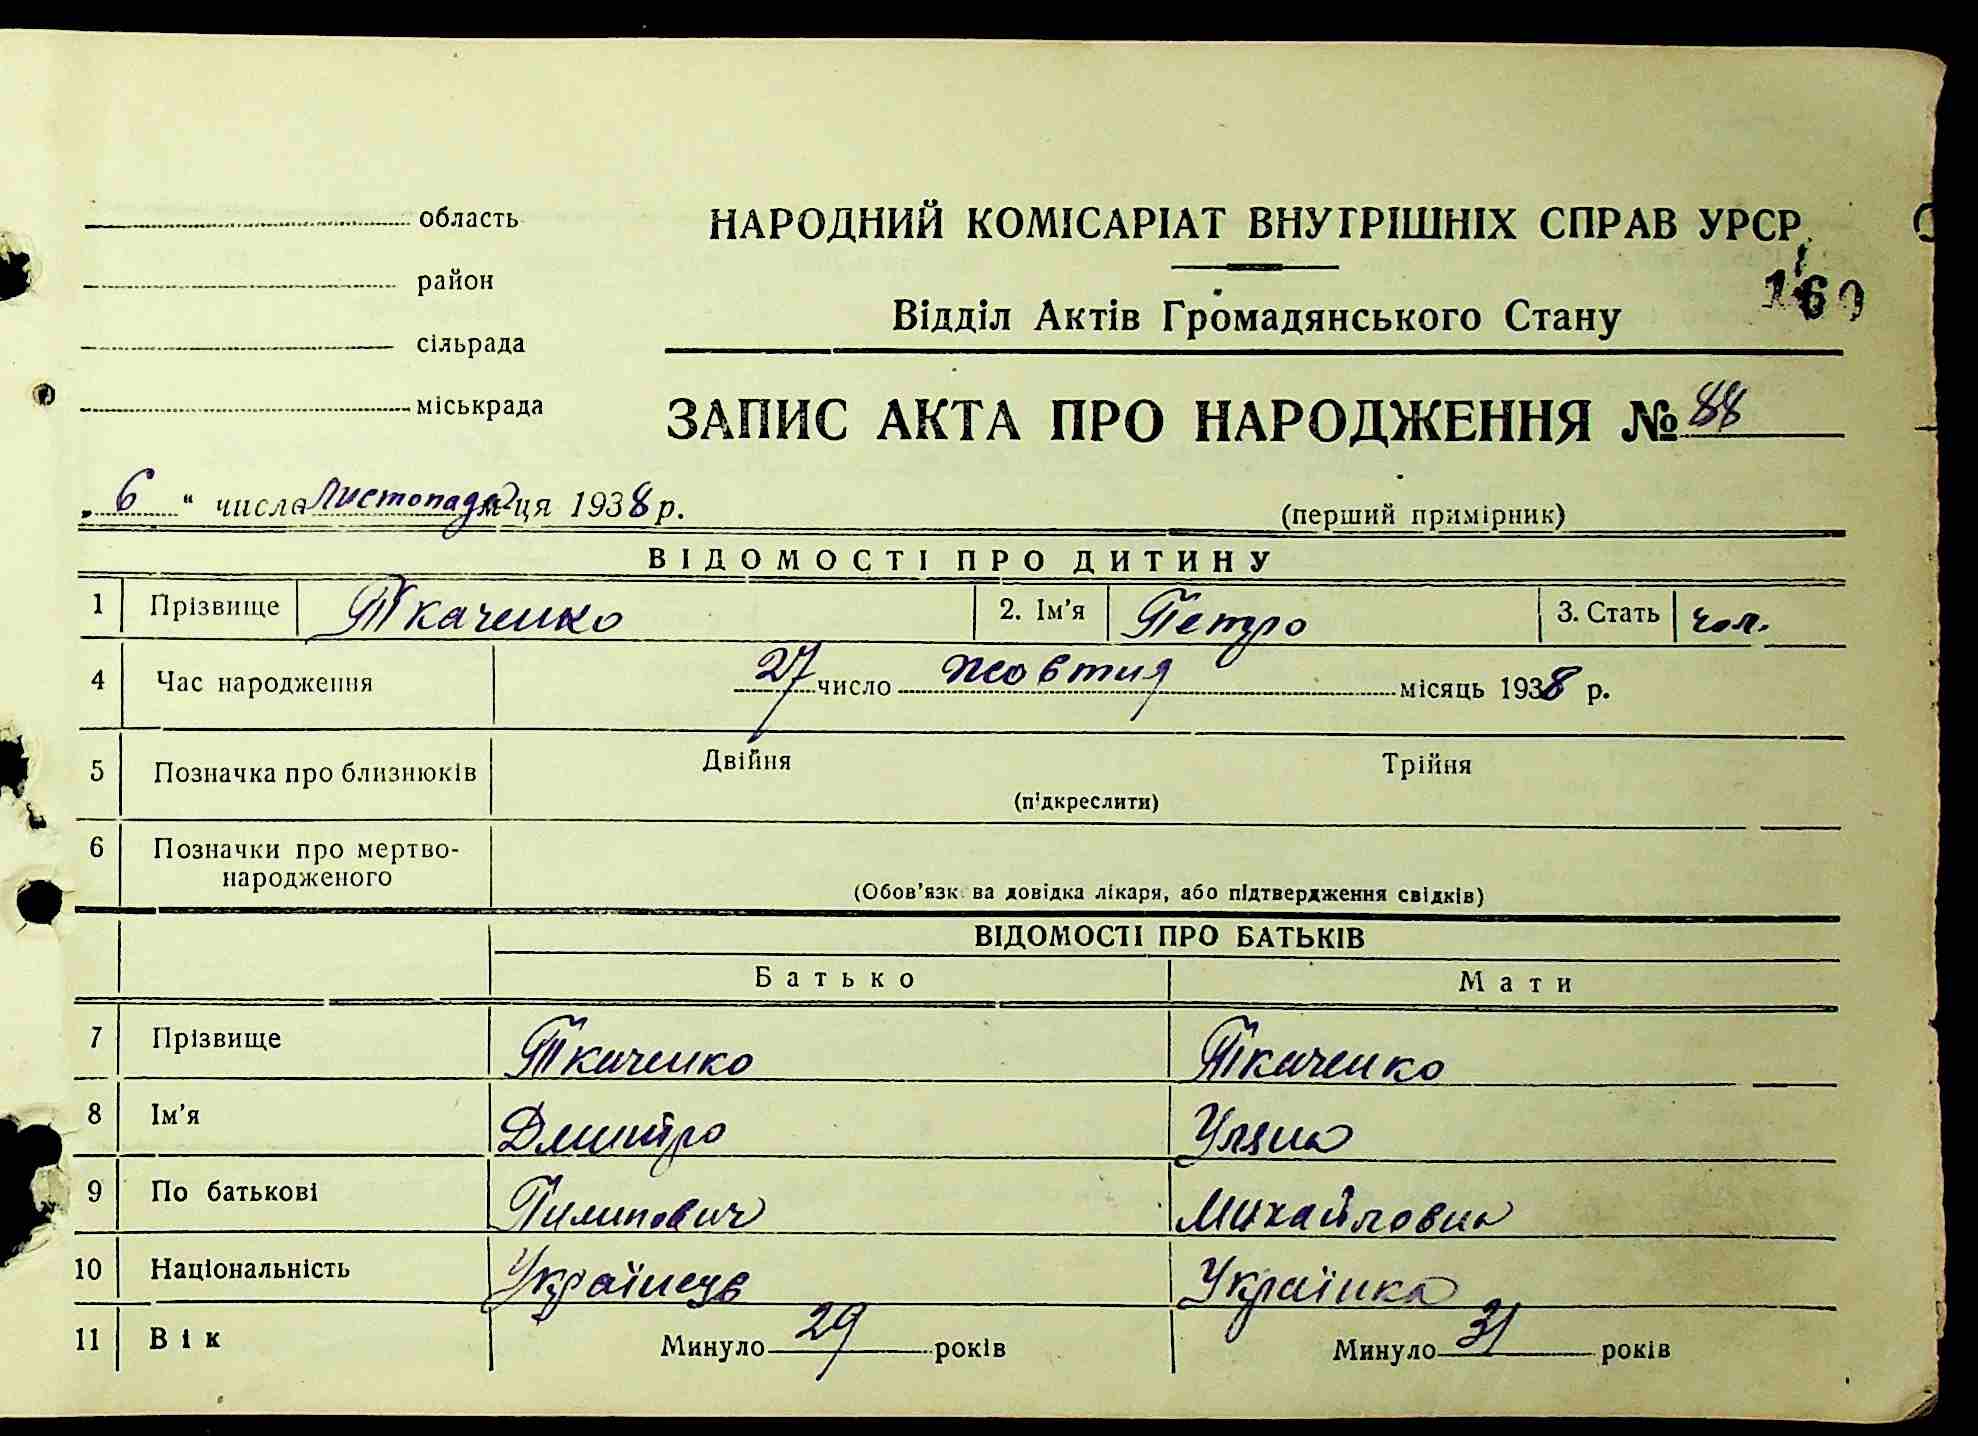 область
район
сільрада
міськрада
НАРОДНИЙ КОМІСАРІАТ ВНУТРІШНІХ СПРАВ УРСР
160
Відділ Актів Громадянського Стану
ЗАПИС АКТА ПРО НАРОДЖЕННЯ № 88
„ 6 “ числа Листопада м-ця 1938 р.
(перший примірник)
ВІДОМОСТІ ПРО ДИТИНУ
1 Прізвище Ткаченко 2. Ім'я Петро 3. Стать чол.
4 Час народження 27 число жовтня місяць 1938 р.
5 Позначка про близнюків Двійня Трійня
(підкреслити)
6 Позначки про мертво-
народженого
(Обов'язкова довідка лікаря, або підтвердження свідків)
ВІДОМОСТІ ПРО БАТЬКІВ
Батько Мати
7 Прізвище Ткаченко Ткаченко
8 Ім'я Дмитро
9 По батькові Пилипович Михайловна
10 Національність Українець Українка
11 Вік Минуло 29 років Минуло 31 років